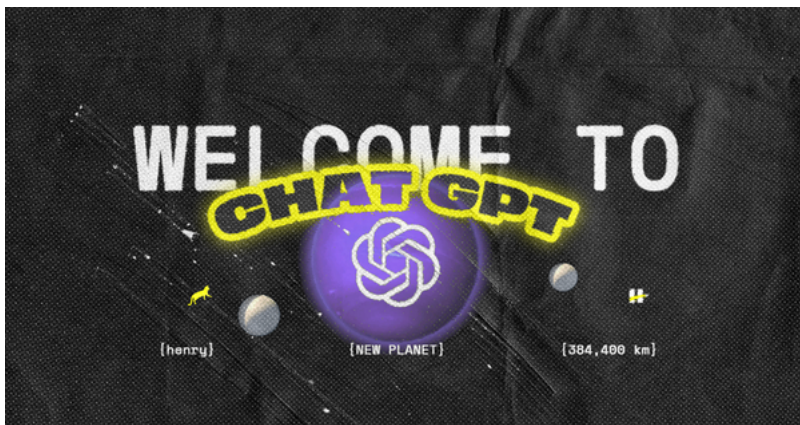 WELCOME TO
CHAT GPT
{henry}
{NEW PLANET}
{384,400 km}